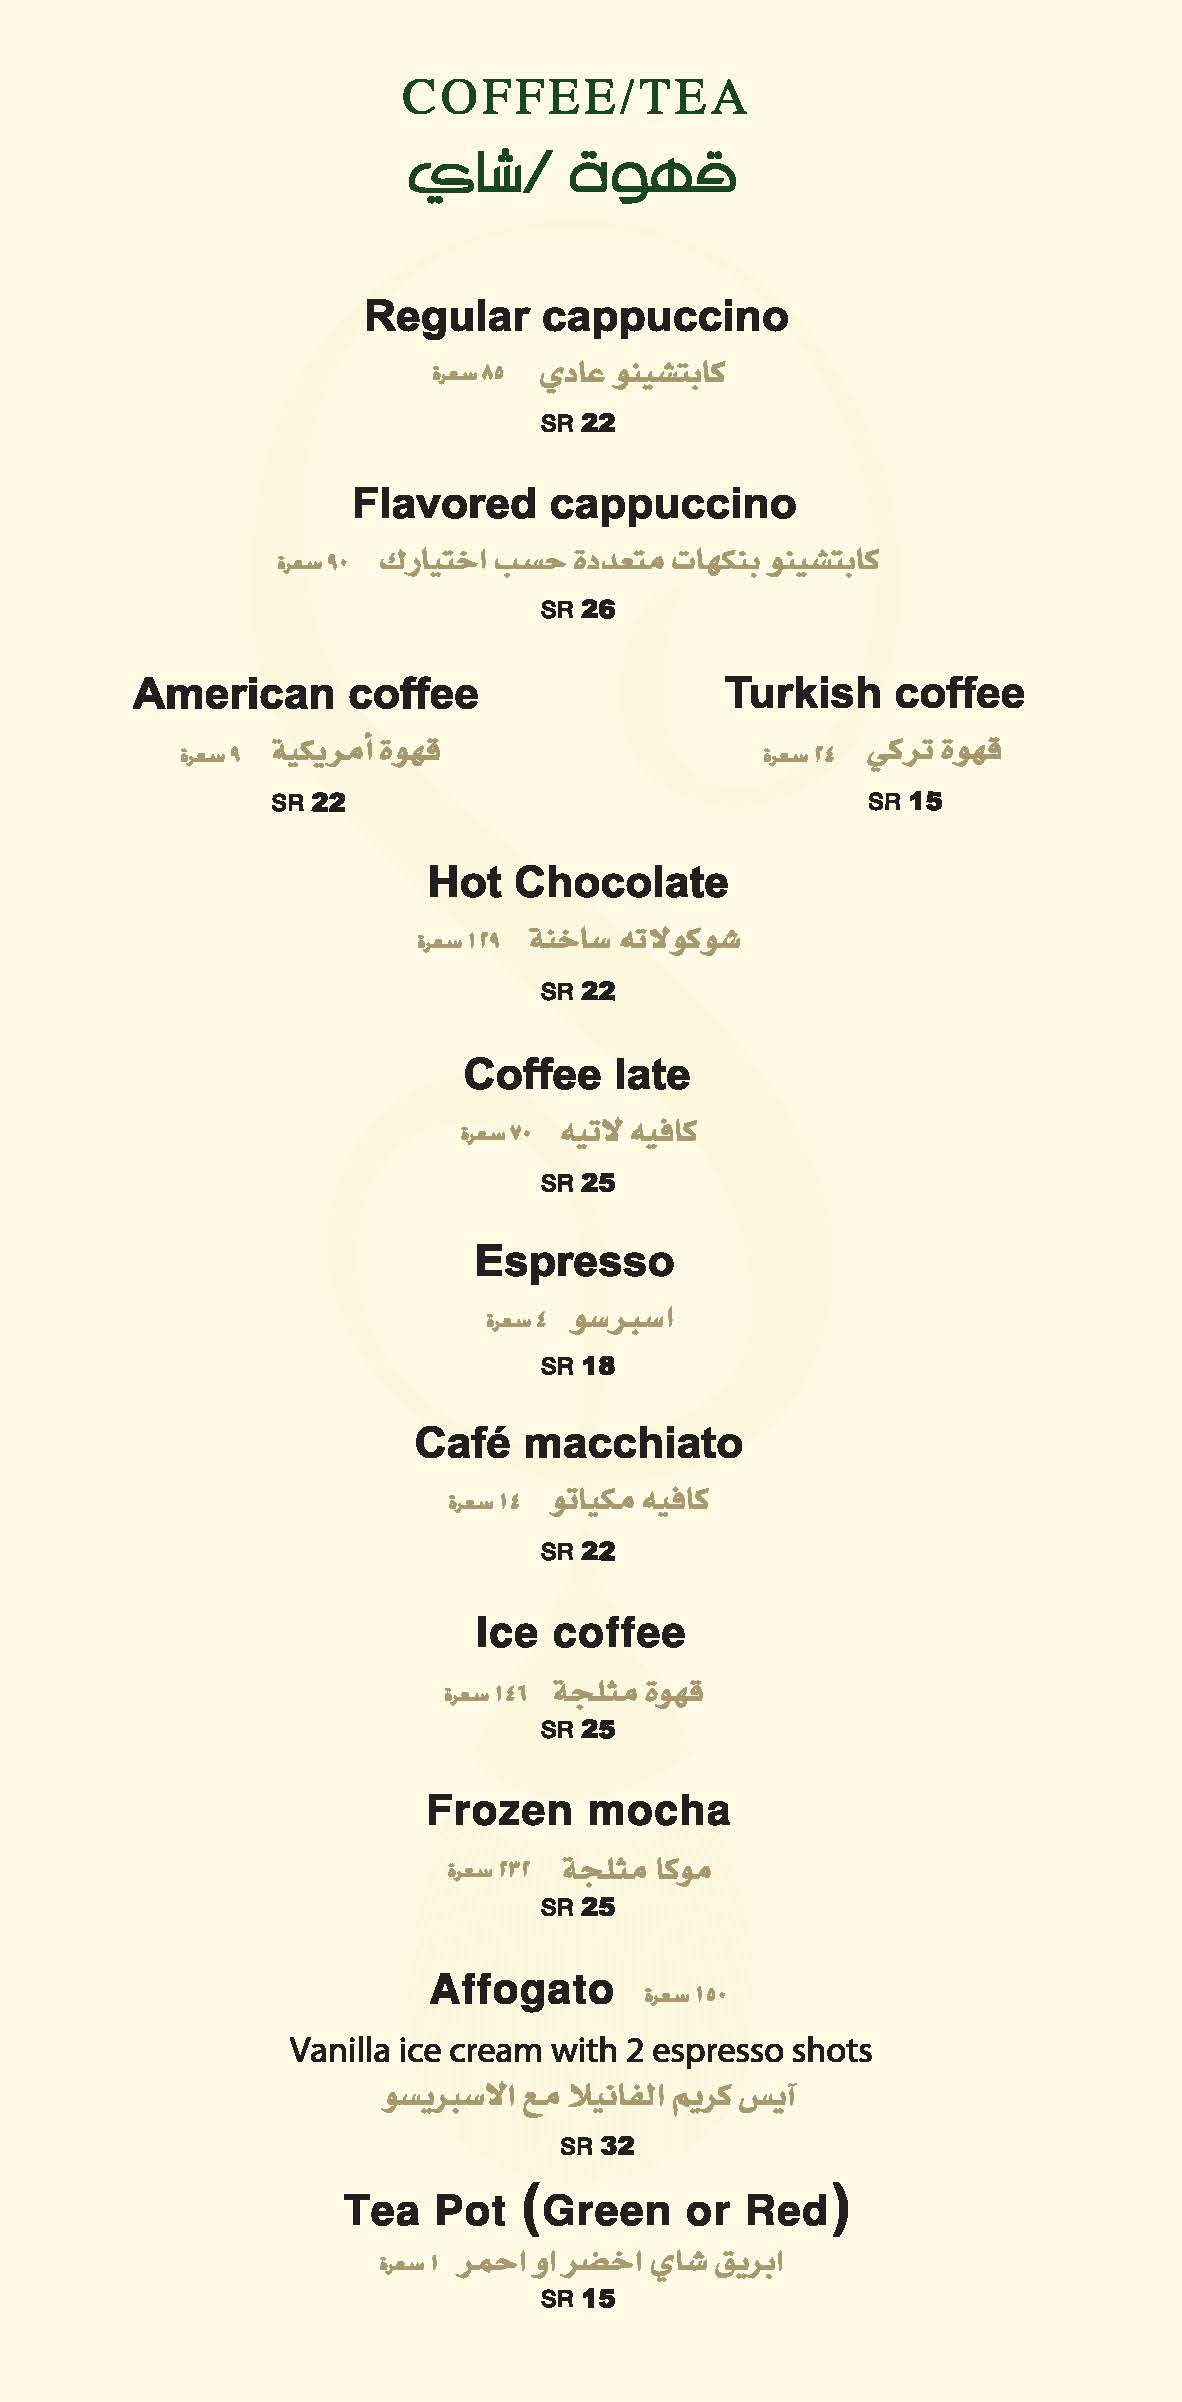 COFFEE/TEA
قهوة /شاي
Regular cappuccino
كابتشينو عادي ٨٥ سعرة
SR 22
Flavored cappuccino
كابتشينو بنكهات متعددة حسب اختيارك ٩٠ سعرة
SR 26
American coffee
قهوة أمريكية ٩ سعرة
SR 22
Turkish coffee
قهوة تركي ٢٤ سعرة
SR 15
Hot Chocolate
شوكولاته ساخنة ١٢٩ سعرة
SR 22
Coffee late
كافيه لاتيه ٧٠ سعرة
SR 25
Espresso
اسبرسو ٤ سعرة
SR 18
Café macchiato
كافيه مكياتو ١٤ سعرة
SR 22
Ice coffee
قهوة مثلجة ١٤٦ سعرة
SR 25
Frozen mocha
موكا مثلجة ٢٣٢ سعرة
SR 25
Affogato ١٥٠ سعرة
Vanilla ice cream with 2 espresso shots
آيس كريم الفانيلا مع الاسبريسو
SR 32
Tea Pot (Green or Red)
ابريق شاي اخضر او احمر ١ سعرة
SR 15